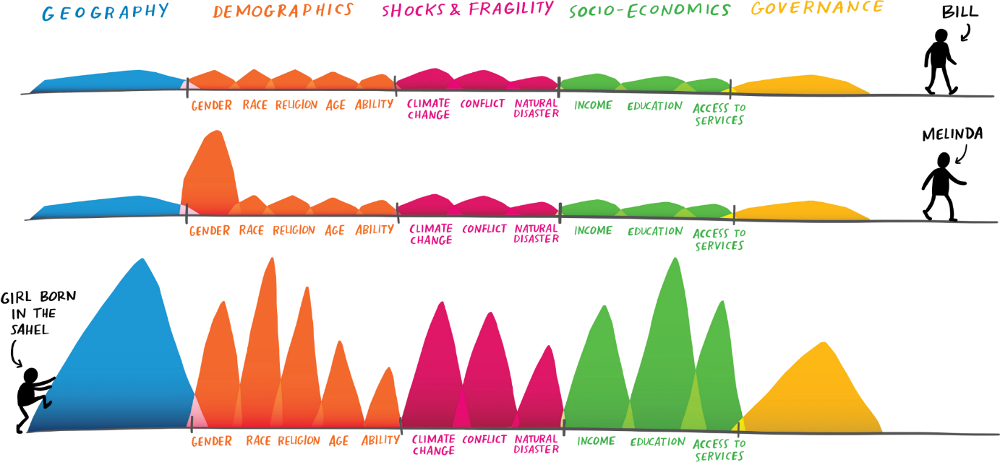 GEOGRAPHY DEMOGRAPHICS SHOCKS & FRAGILITY SOCIO-ECONOMICS GOVERNANCE
BILL
GENDER RACE RELIGION AGE ABILITY CLIMATE CHANGE CONFLICT NATURAL DISASTER INCOME EDUCATION ACCESS TO SERVICES
MELINDA
GENDER RACE RELIGION AGE ABILITY CLIMATE CHANGE CONFLICT NATURAL DISASTER INCOME EDUCATION ACCESS TO SERVICES
GIRL BORN
IN THE
SAHEL
GENDER RACE RELIGION AGE ABILITY CLIMATE CHANGE CONFLICT NATURAL DISASTER INCOME EDUCATION ACCESS TO SERVICES